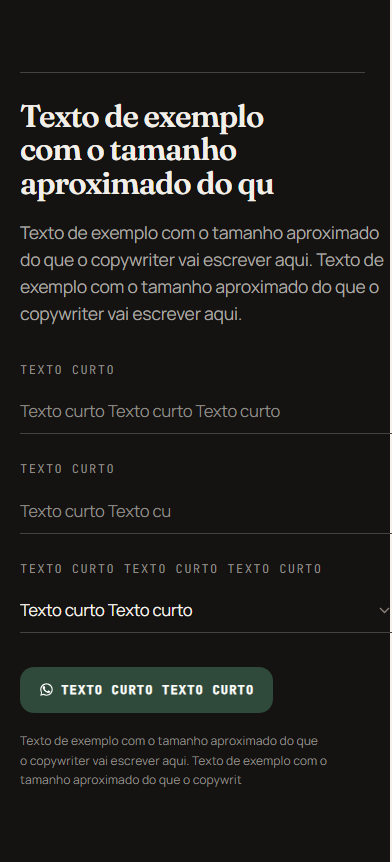 Texto de exemplo
com o tamanho
aproximado do qu
Texto de exemplo com o tamanho aproximado
do que o copywriter vai escrever aqui. Texto de
exemplo com o tamanho aproximado do que o
copywriter vai escrever aqui.
TEXTO CURTO
Texto curto Texto curto Texto curto
TEXTO CURTO
Texto curto Texto cu
TEXTO CURTO TEXTO CURTO TEXTO CURTO
Texto curto Texto curto
TEXTO CURTO TEXTO CURTO
Texto de exemplo com o tamanho aproximado do que
o copywriter vai escrever aqui. Texto de exemplo com o
tamanho aproximado do que o copywrit